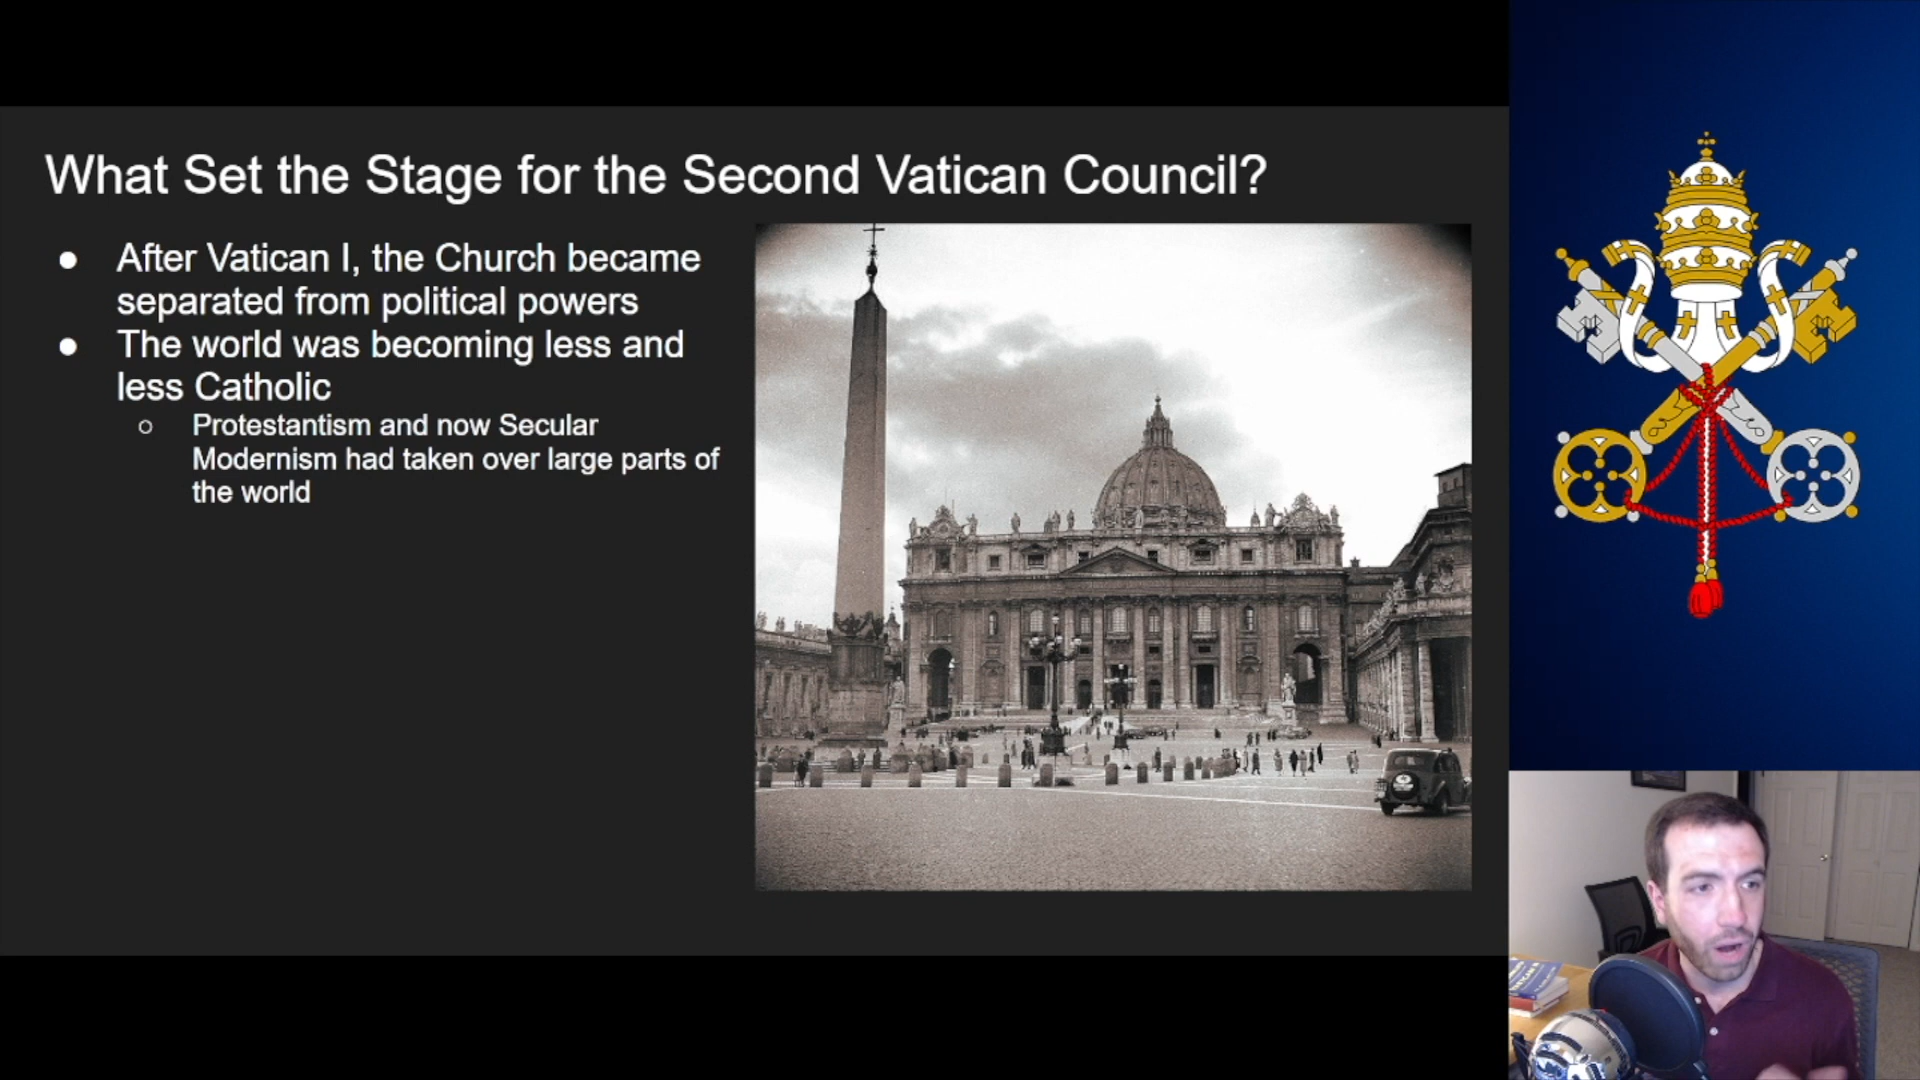 What Set the Stage for the Second Vatican Council?
After Vatican I, the Church became
separated from political powers
The world was becoming less and
less Catholic
Protestantism and now Secular
Modernism had taken over large parts of
the world